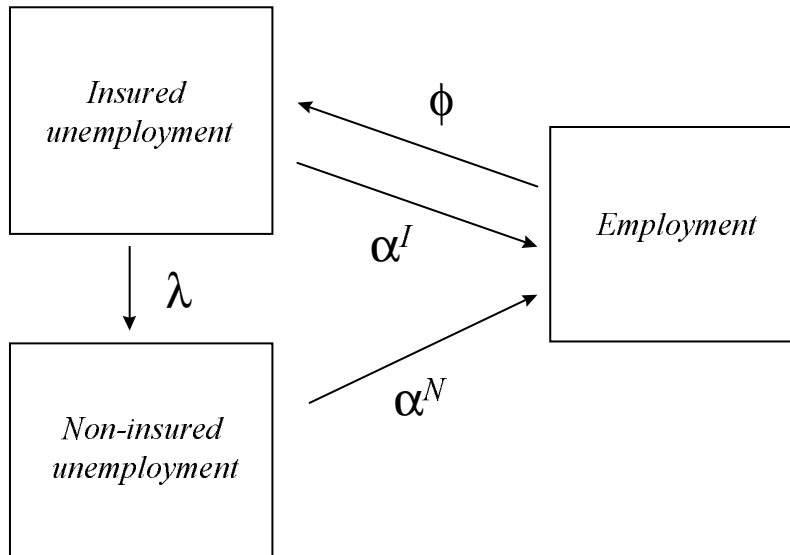 Insured
unemployment
ϕ
Employment
α^I
λ
α^N
Non-insured
unemployment